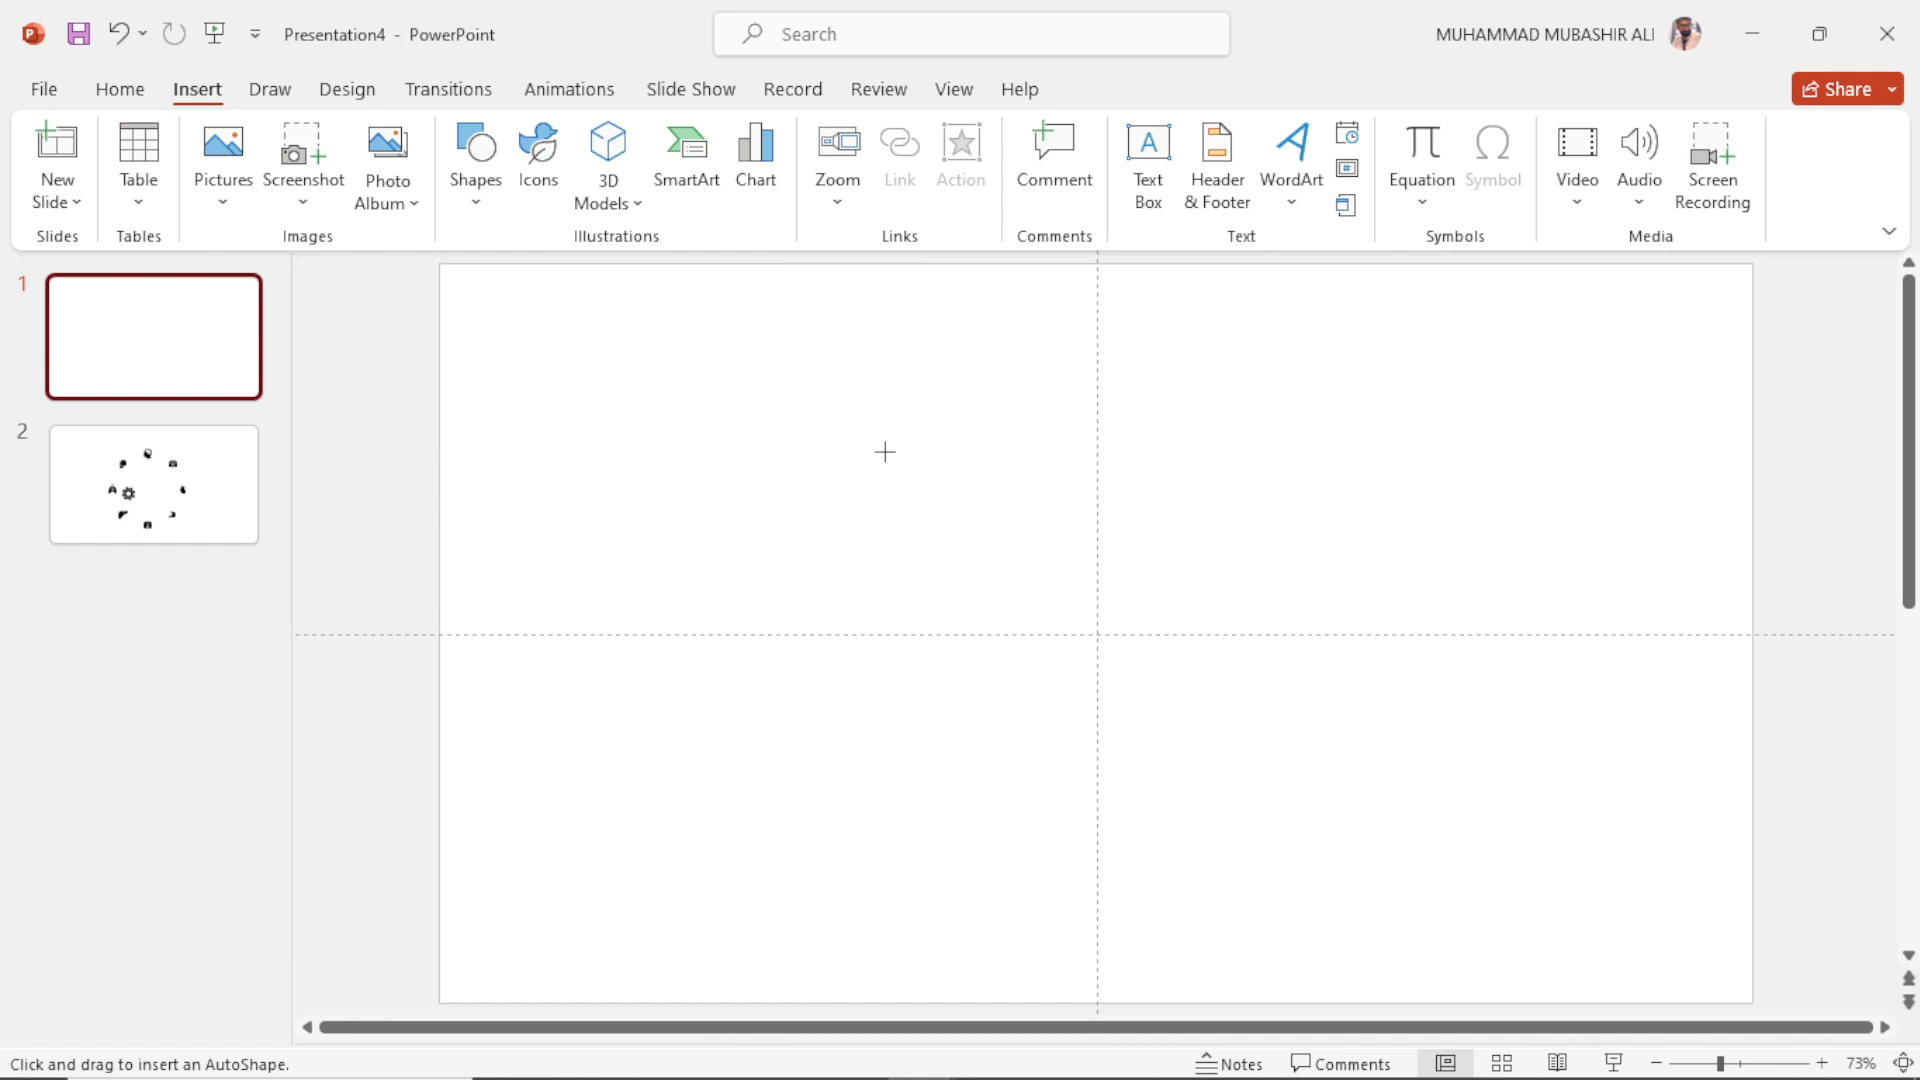 Presentation4 - PowerPoint
Search
MUHAMMAD MUBASHIR ALI
File Home Insert Draw Design Transitions Animations Slide Show Record Review View Help
Share
New Slide
Table
Pictures
Screenshot
Photo Album
Shapes
Icons
3D Models
SmartArt
Chart
Zoom
Link
Action
Comment
Text Box
Header & Footer
WordArt
Equation
Symbol
Video
Audio
Screen Recording
Slides
Tables
Images
Illustrations
Links
Comments
Text
Symbols
Media
1
2
Click and drag to insert an AutoShape.
Notes
Comments
73%